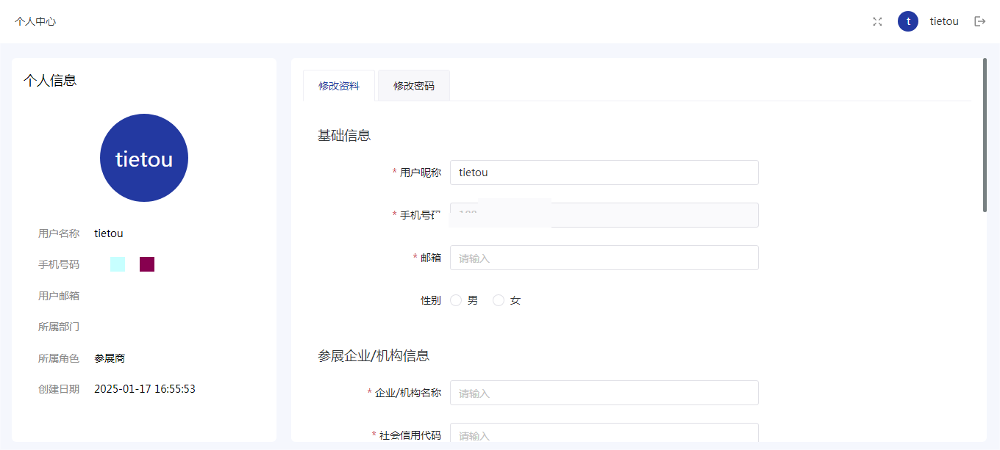 个人中心
t tietou
个人信息
tietou
用户名称 tietou
手机号码
用户邮箱
所属部门
所属角色 参展商
创建日期 2025-01-17 16:55:53
修改资料 修改密码
基础信息
* 用户昵称 tietou
* 手机号码
* 邮箱 请输入
性别 男 女
参展企业/机构信息
* 企业/机构名称 请输入
* 社会信用代码 请输入